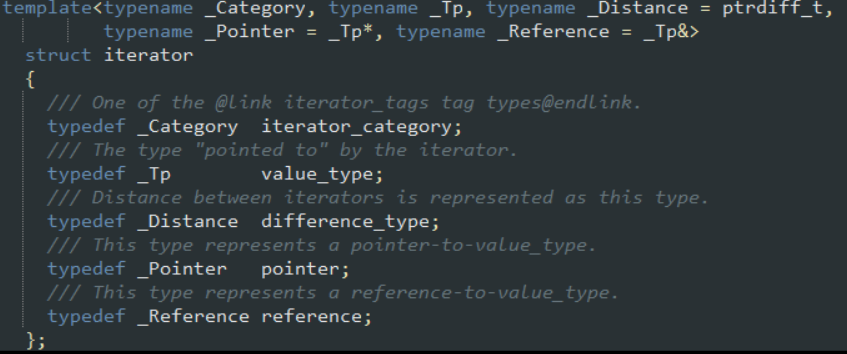 template<typename _Category, typename _Tp, typename _Distance = ptrdiff_t,
typename _Pointer = _Tp*, typename _Reference = _Tp&>
struct iterator
{
/// One of the @link iterator_tags tag types@endlink.
typedef _Category  iterator_category;
/// The type "pointed to" by the iterator.
typedef _Tp        value_type;
/// Distance between iterators is represented as this type.
typedef _Distance  difference_type;
/// This type represents a pointer-to-value_type.
typedef _Pointer   pointer;
/// This type represents a reference-to-value_type.
typedef _Reference reference;
};